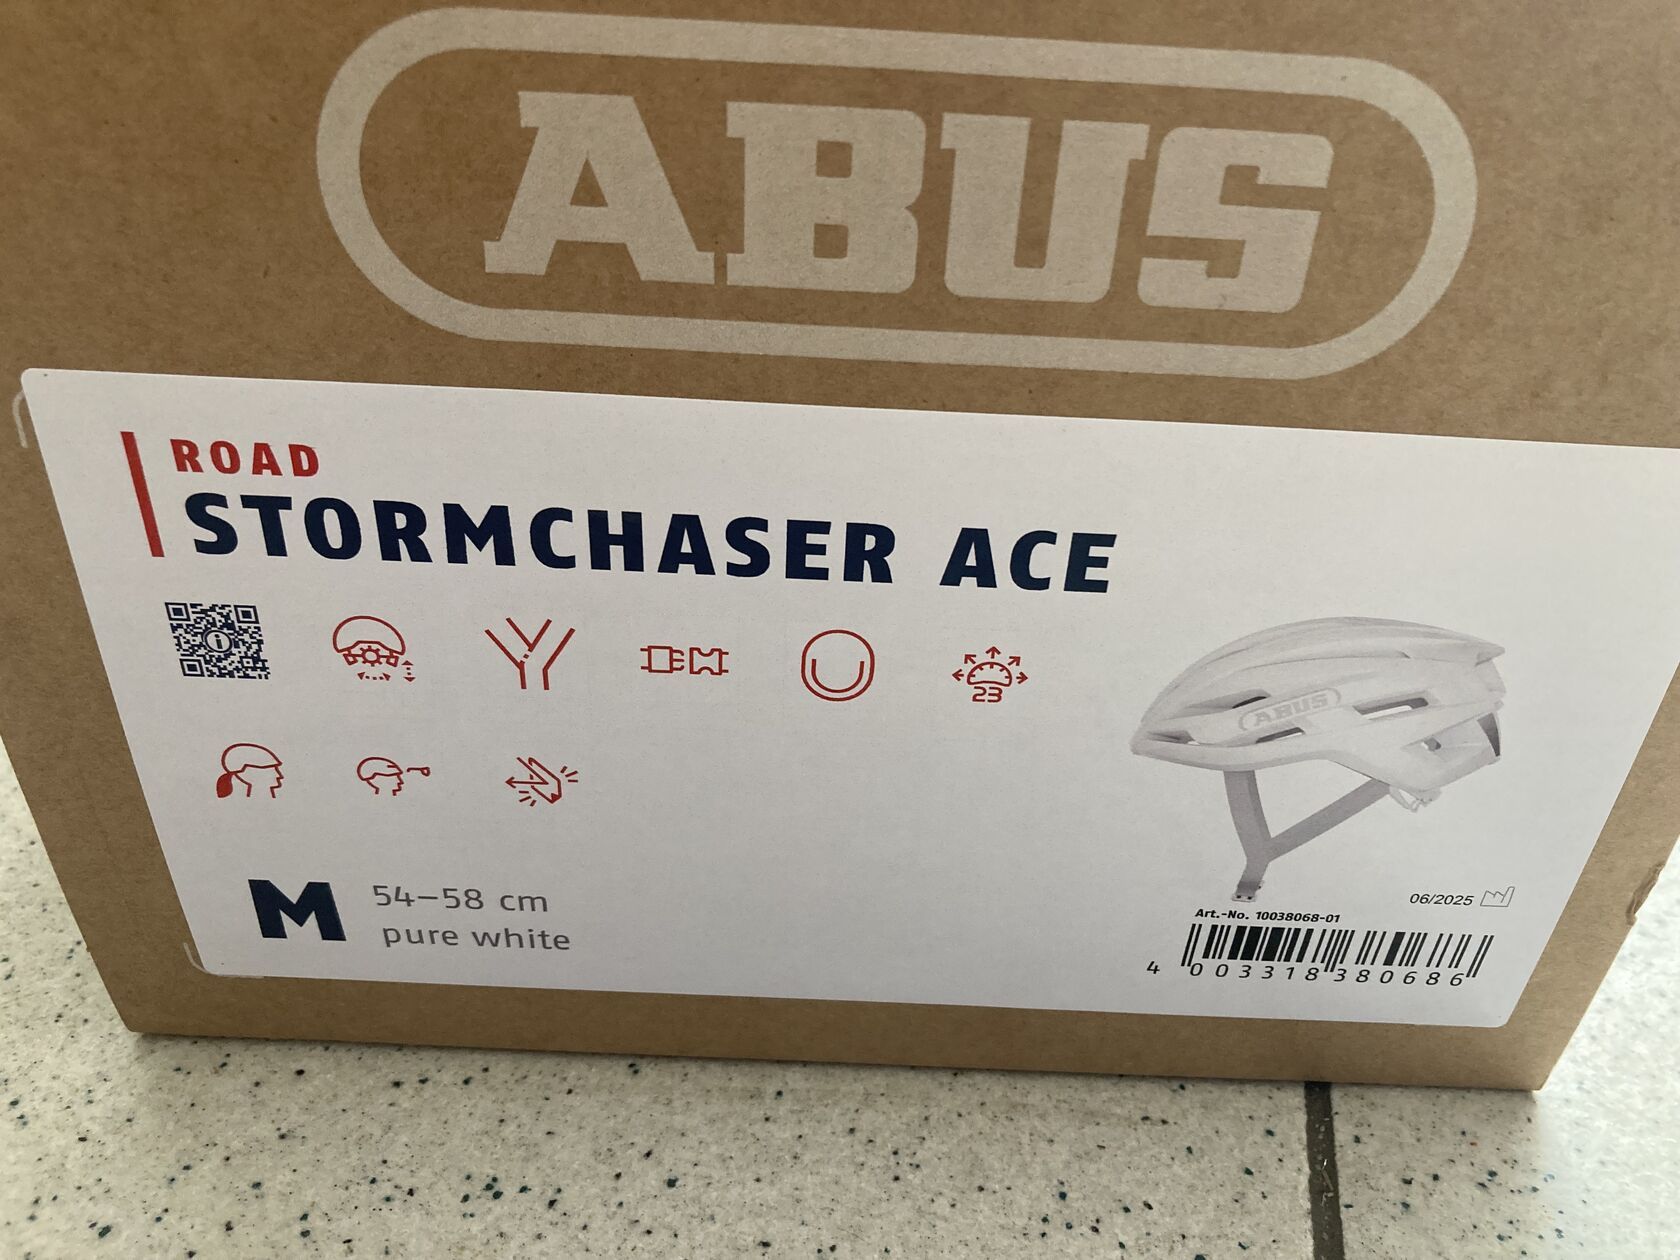 ABUS
ROAD
STORMCHASER ACE
23
ABUS
M
54–58 cm
pure white
06/2025
Art.-No. 10038068-01
4 003318 380686